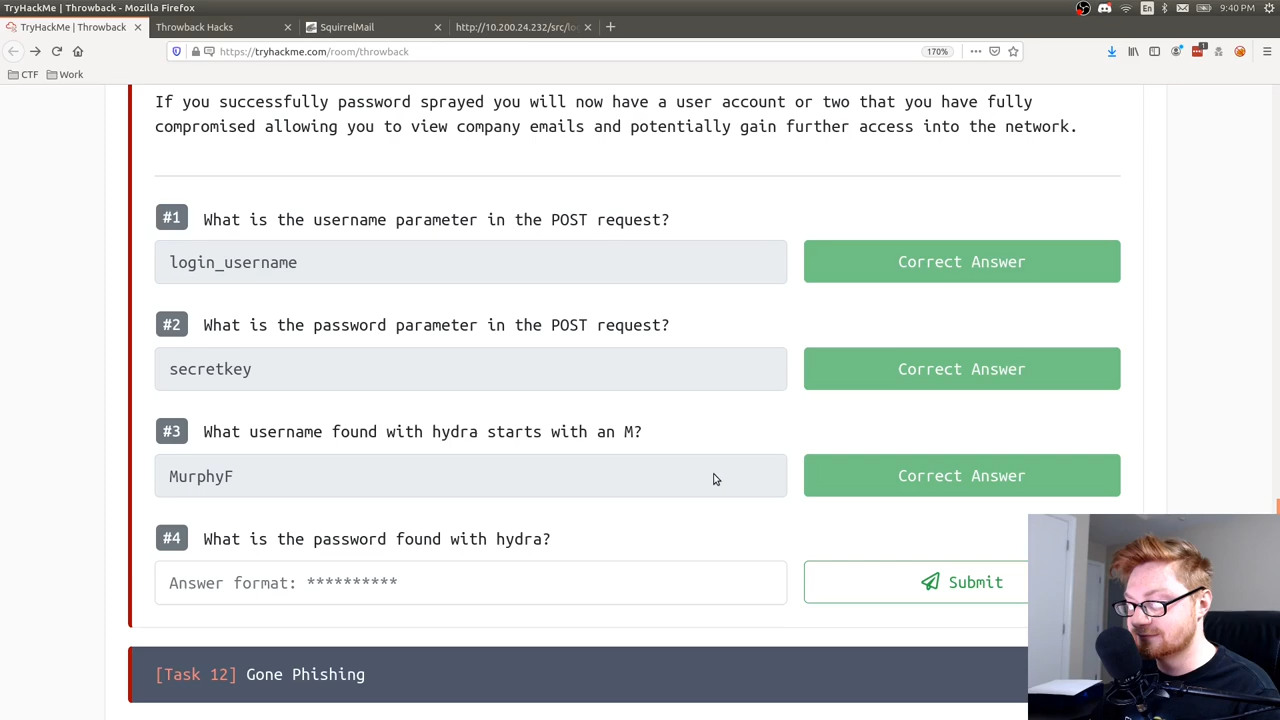 TryHackMe | Throwback - Mozilla Firefox
En
9:40 PM
TryHackMe | Throwback
Throwback Hacks
SquirrelMail
http://10.200.24.232/src/lo
https://tryhackme.com/room/throwback
170%
CTF
Work
If you successfully password sprayed you will now have a user account or two that you have fully
compromised allowing you to view company emails and potentially gain further access into the network.
#1 What is the username parameter in the POST request?
login_username
Correct Answer
#2 What is the password parameter in the POST request?
secretkey
Correct Answer
#3 What username found with hydra starts with an M?
MurphyF
Correct Answer
#4 What is the password found with hydra?
Answer format: **********
Submit
[Task 12] Gone Phishing